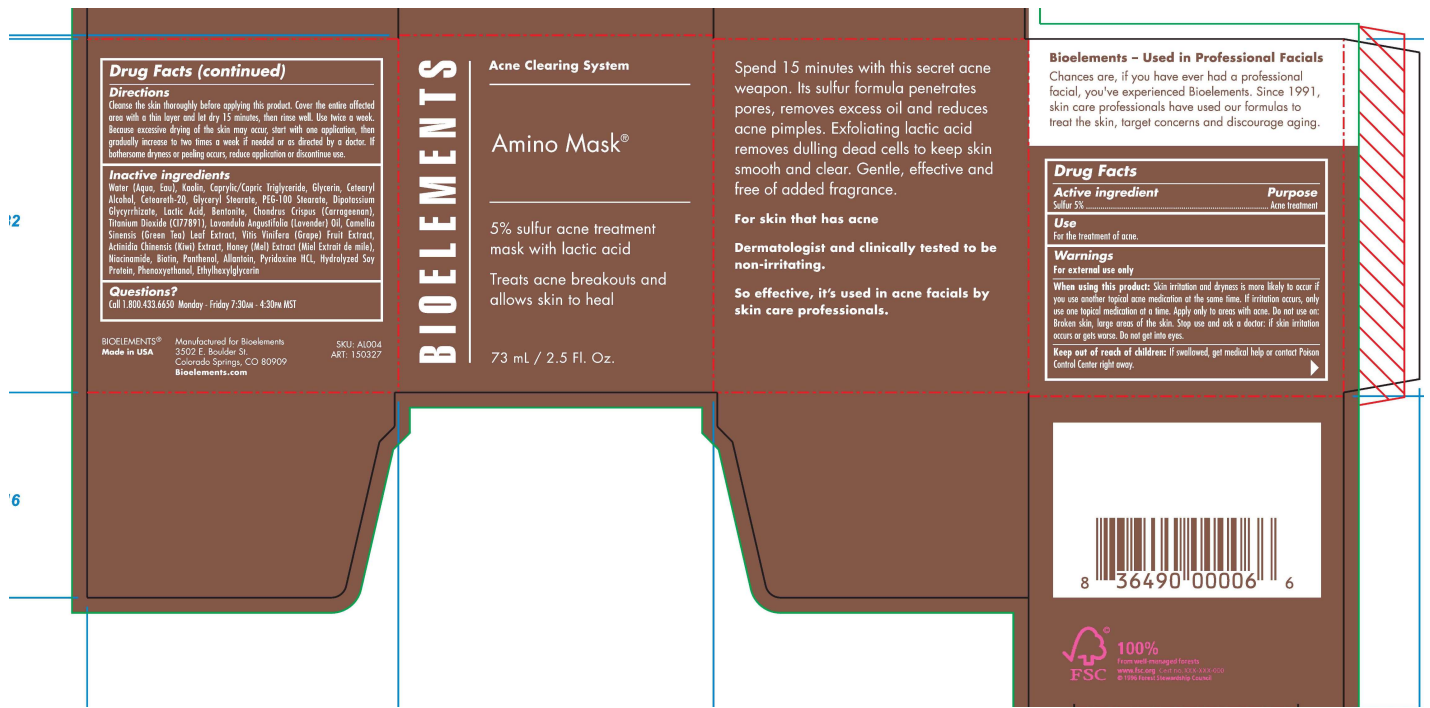 Drug Facts (continued)
Directions
Cleanse the skin thoroughly before applying this product. Cover the entire affected
area with a thin layer and let dry 15 minutes, then rinse well. Use twice a week.
Because excessive drying of the skin may occur, start with one application, then
gradually increase to two times a week if needed or as directed by a doctor. If
bothersome dryness or peeling occurs, reduce application or discontinue use.
Inactive ingredients
Water (Aqua, Eau), Kaolin, Caprylic/Capric Triglyceride, Glycerin, Cetearyl
Alcohol, Ceteareth-20, Glyceryl Stearate, PEG-100 Stearate, Dipotassium
Glycyrrhizate, Lactic Acid, Bentonite, Chondrus Crispus (Carrageenan),
Titanium Dioxide (CI77891), Lavandula Angustifolia (Lavender) Oil, Camellia
Sinensis (Green Tea) Leaf Extract, Vitis Vinifera (Grape) Fruit Extract,
Actinidia Chinensis (Kiwi) Extract, Honey (Mel) Extract (Miel Extrait de mile),
Niacinamide, Biotin, Panthenol, Allantoin, Pyridoxine HCL, Hydrolyzed Soy
Protein, Phenoxyethanol, Ethylhexylglycerin
Questions?
Call 1.800.433.6650 Monday - Friday 7:30AM - 4:30PM MST
BIOELEMENTS®
Made in USA
Manufactured for Bioelements
3502 E. Boulder St.
Colorado Springs, CO 80909
Bioelements.com
SKU: AL004
ART: 150327
BIOELEMENTS
Acne Clearing System
Amino Mask®
5% sulfur acne treatment
mask with lactic acid
Treats acne breakouts and
allows skin to heal
73 mL / 2.5 Fl. Oz.
Spend 15 minutes with this secret acne
weapon. Its sulfur formula penetrates
pores, removes excess oil and reduces
acne pimples. Exfoliating lactic acid
removes dulling dead cells to keep skin
smooth and clear. Gentle, effective and
free of added fragrance.
For skin that has acne
Dermatologist and clinically tested to be
non-irritating.
So effective, it's used in acne facials by
skin care professionals.
Bioelements – Used in Professional Facials
Chances are, if you have ever had a professional
facial, you've experienced Bioelements. Since 1991,
skin care professionals have used our formulas to
treat the skin, target concerns and discourage aging.
Drug Facts
Active ingredient Purpose
Sulfur 5% ........ Acne treatment
Use
For the treatment of acne.
Warnings
For external use only
When using this product: Skin irritation and dryness is more likely to occur if
you use another topical acne medication at the same time. If irritation occurs, only
use one topical medication at a time. Apply only to areas with acne. Do not use on:
Broken skin, large areas of the skin. Stop use and ask a doctor: if skin irritation
occurs or gets worse. Do not get into eyes.
Keep out of reach of children: If swallowed, get medical help or contact Poison
Control Center right away.
8 36490 00006 6
©
FSC
100%
From well-managed forests
www.fsc.org Cert no. XXX-XXX-000
© 1996 Forest Stewardship Council